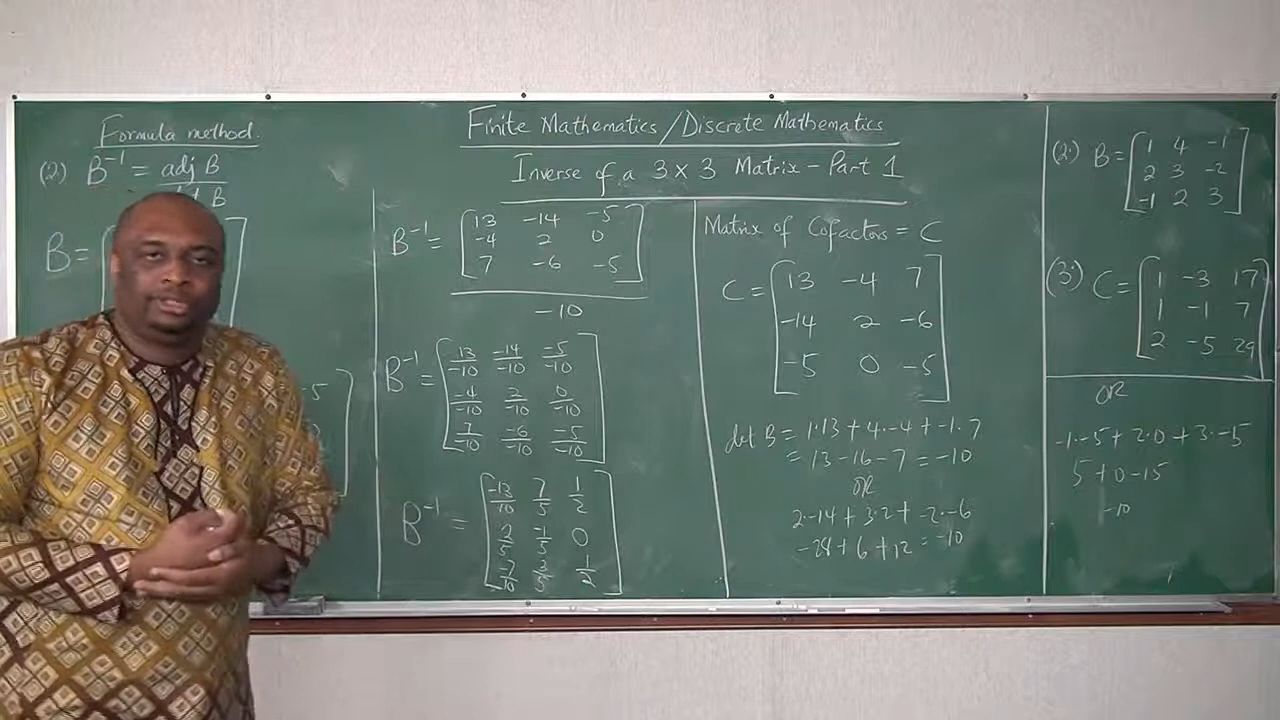 Finite Mathematics/Discrete Mathematics
Inverse of a 3 x 3 Matrix - Part 1
Formula method.
(2) B⁻¹ = adj B
B
B = [
-5
B⁻¹ = [ 13 -14 -5
-4 2 0
7 -6 -5 ]
-10
B⁻¹ = [ 13/-10 -14/-10 -5/-10
-4/-10 2/-10 0/-10
7/-10 -6/-10 -5/-10 ]
B⁻¹ = [ -13/10 7/5 1/2
2/5 -1/5 0
-7/10 3/5 1/2 ]
Matrix of Cofactors = C
C = [ 13 -4 7
-14 2 -6
-5 0 -5 ]
det B = 1·13 + 4·-4 + -1·7
= 13 - 16 - 7 = -10
OR
2·-14 + 3·2 + -2·-6
-28 + 6 + 12 = -10
(2.) B = [ 1 4 -1
2 3 -2
-1 2 3 ]
(3.) C = [ 1 -3 17
1 -1 7
2 -5 29 ]
OR
-1·-5 + 2·0 + 3·-5
5 + 0 - 15
-10